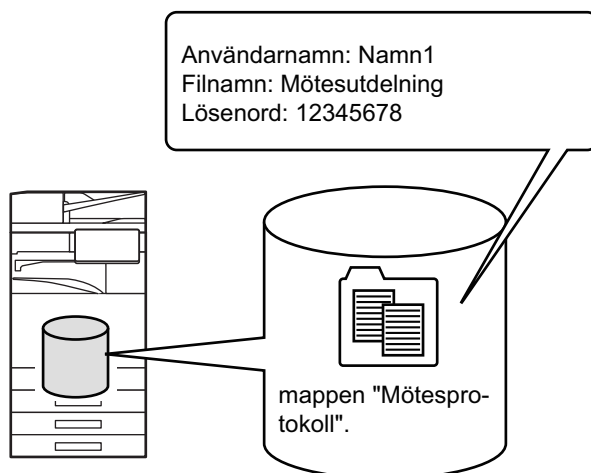 Användarnamn: Namn1
Filnamn: Mötesutdelning
Lösenord: 12345678
mappen "Mötespro-
tokoll".